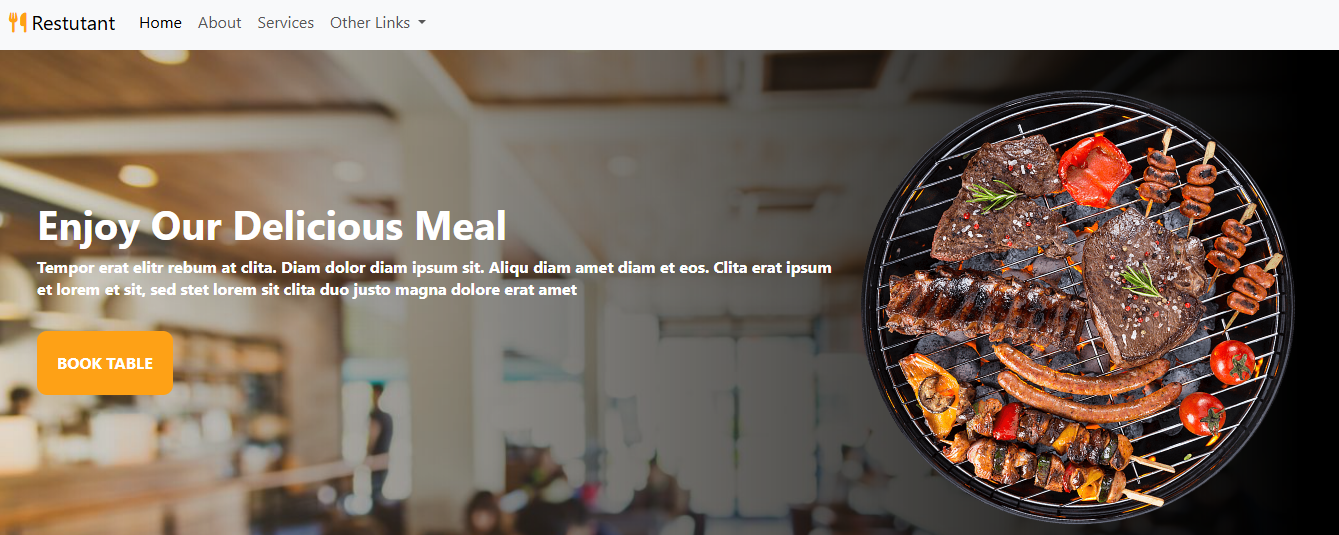 Restutant Home About Services Other Links
Enjoy Our Delicious Meal
Tempor erat elitr rebum at clita. Diam dolor diam ipsum sit. Aliqu diam amet diam et eos. Clita erat ipsum
et lorem et sit, sed stet lorem sit clita duo justo magna dolore erat amet
BOOK TABLE